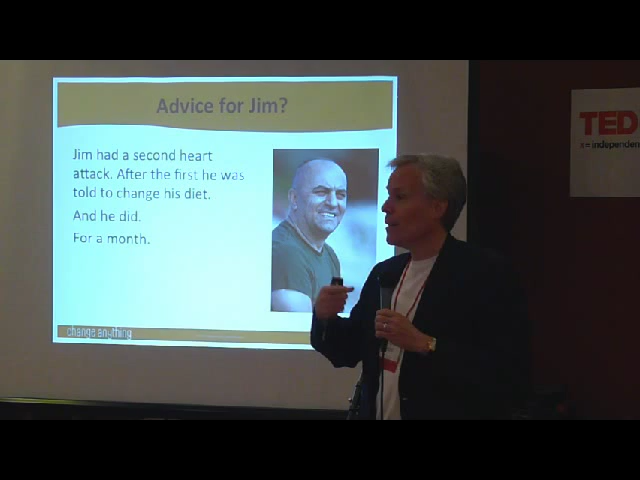 Advice for Jim?
Jim had a second heart
attack. After the first he was
told to change his diet.
And he did.
For a month.
change anything
TED
x = independen